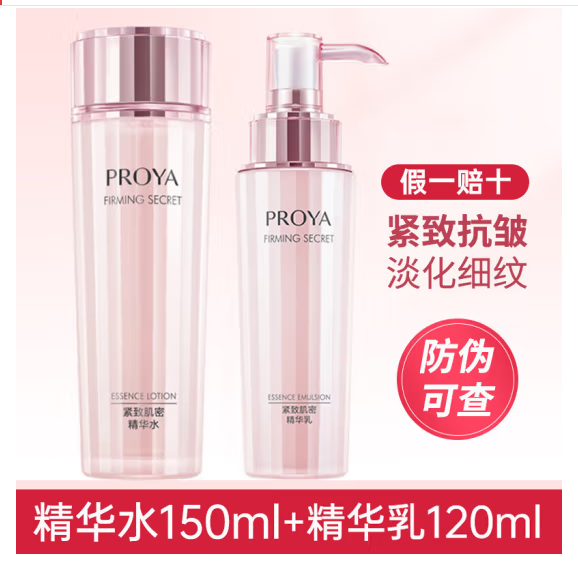 PROYA
FIRMING SECRET
ESSENCE LOTION
紧致肌密
精华水
PROYA
FIRMING SECRET
ESSENCE EMULSION
紧致肌密
精华乳
假一赔十
紧致抗皱
淡化细纹
防伪
可查
精华水150ml+精华乳120ml